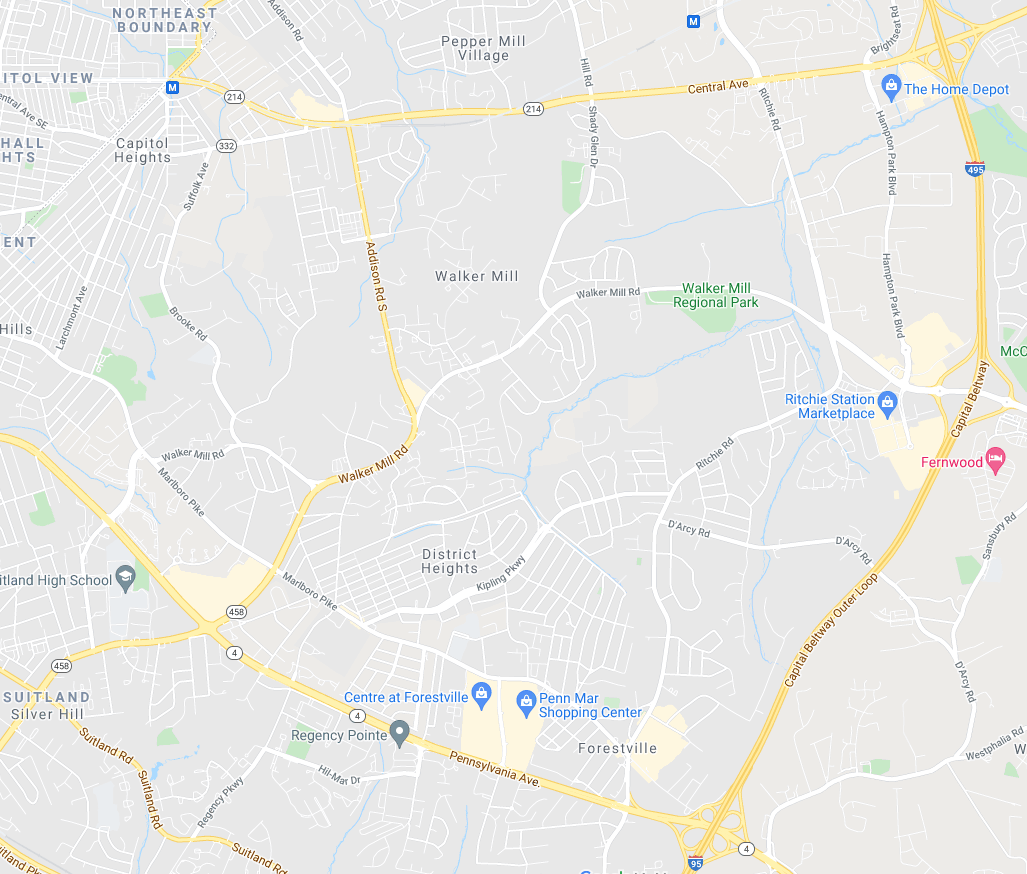 NORTHEAST
BOUNDARY
Addison Rd
M
Pepper Mill
Village
Hill Rd
Brightseat Rd
ITOL VIEW
M
214
Central Ave
214
Ritchie Rd
The Home Depot
Central Ave SE
332
Capitol
Heights
HALL
HTS
Shady Glen Dr
Hampton Park Blvd
495
Suffolk Ave
ENT
Addison Rd S
Walker Mill
Walker Mill Rd
Walker Mill
Regional Park
Hampton Park Blvd
Larchmont Ave
Hills
Brooke Rd
McC
Capital Beltway
Ritchie Station
Marketplace
Walker Mill Rd
Walker Mill Rd
Ritchie Rd
Fernwood
Marlboro Pike
D'Arcy Rd
D'Arcy Rd
Sansbury Rd
District
Heights
Kipling Pkwy
uitland High School
Marlboro Pike
458
4
Capital Beltway Outer Loop
458
D'Arcy Rd
SUITLAND
Silver Hill
Centre at Forestville
Penn Mar
Shopping Center
4
Regency Pointe
Forestville
Suitland Rd
Pennsylvania Ave.
Westphalia Rd
W
Hil-Mar Dr
Suitland Rd
Regency Pkwy
4
95
Suitland Rd
uitland Pk